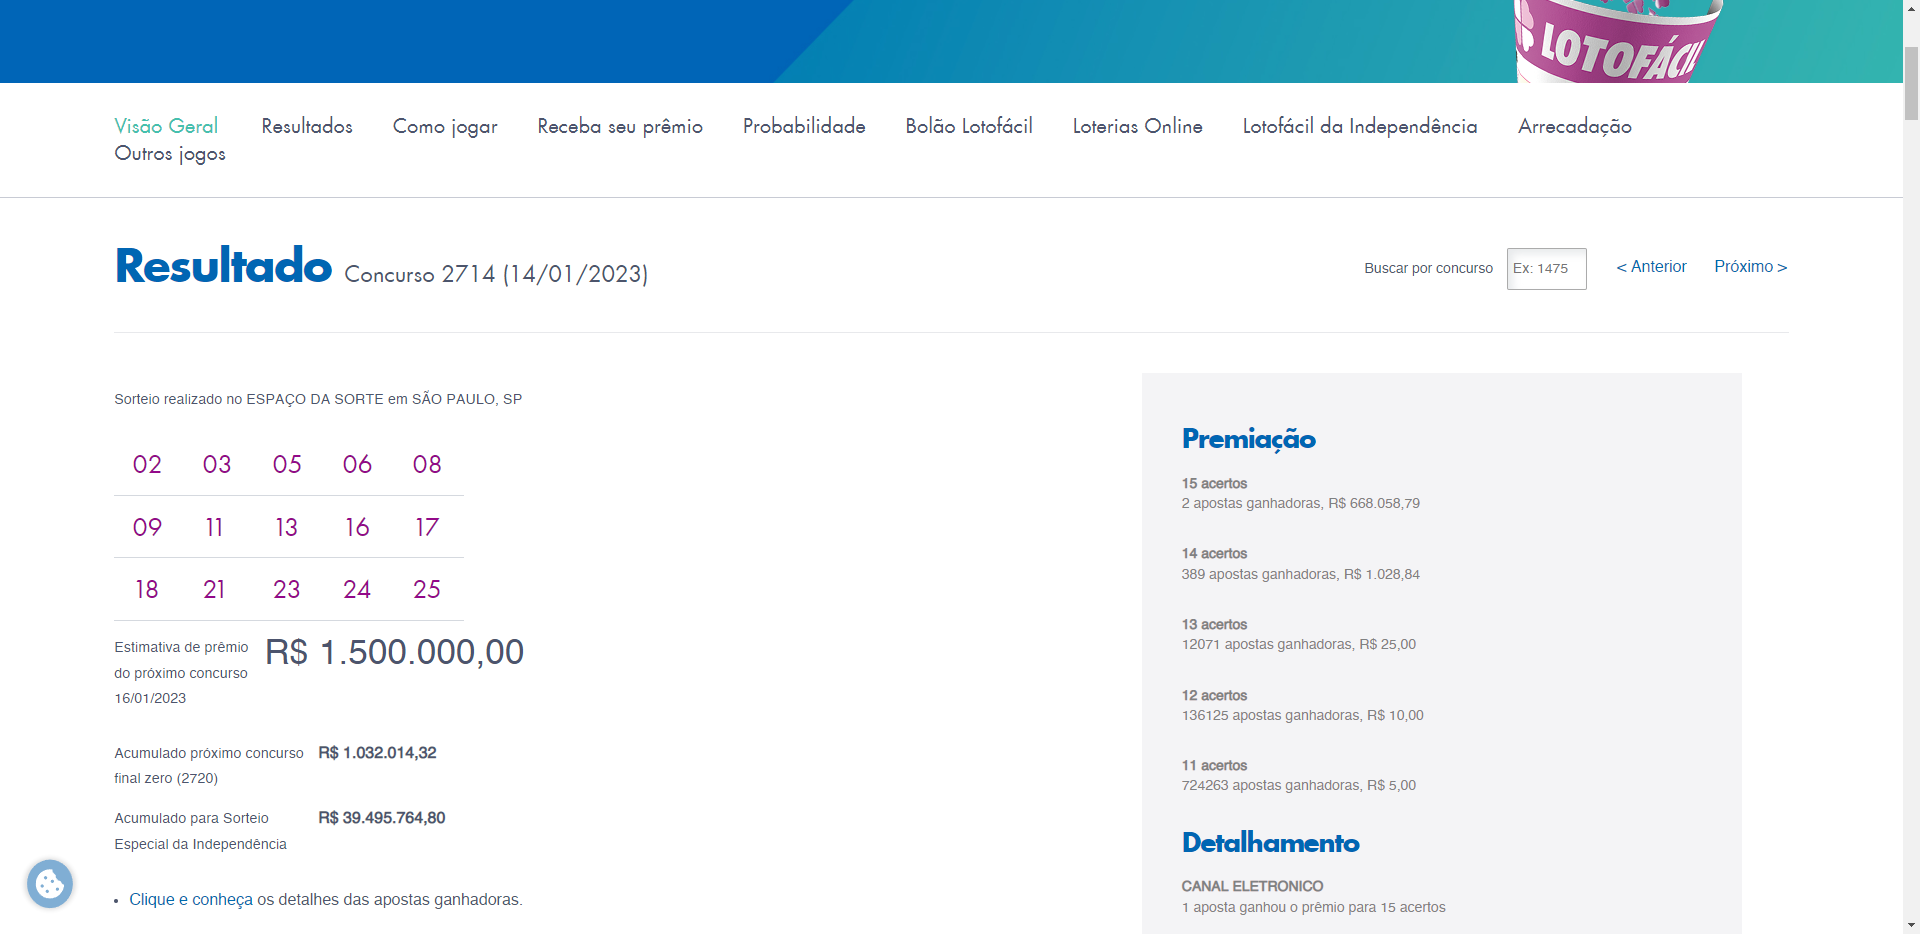 LOTOFÁCIL
Visão Geral Resultados Como jogar Receba seu prêmio Probabilidade Bolão Lotofácil Loterias Online Lotofácil da Independência Arrecadação
Outros jogos
Resultado Concurso 2714 (14/01/2023)
Buscar por concurso Ex: 1475 < Anterior Próximo >
Sorteio realizado no ESPAÇO DA SORTE em SÃO PAULO, SP
02 03 05 06 08
09 11 13 16 17
18 21 23 24 25
Estimativa de prêmio
do próximo concurso
16/01/2023
R$ 1.500.000,00
Acumulado próximo concurso
final zero (2720)
R$ 1.032.014,32
Acumulado para Sorteio
Especial da Independência
R$ 39.495.764,80
• Clique e conheça os detalhes das apostas ganhadoras.
Premiação
15 acertos
2 apostas ganhadoras, R$ 668.058,79
14 acertos
389 apostas ganhadoras, R$ 1.028,84
13 acertos
12071 apostas ganhadoras, R$ 25,00
12 acertos
136125 apostas ganhadoras, R$ 10,00
11 acertos
724263 apostas ganhadoras, R$ 5,00
Detalhamento
CANAL ELETRONICO
1 aposta ganhou o prêmio para 15 acertos